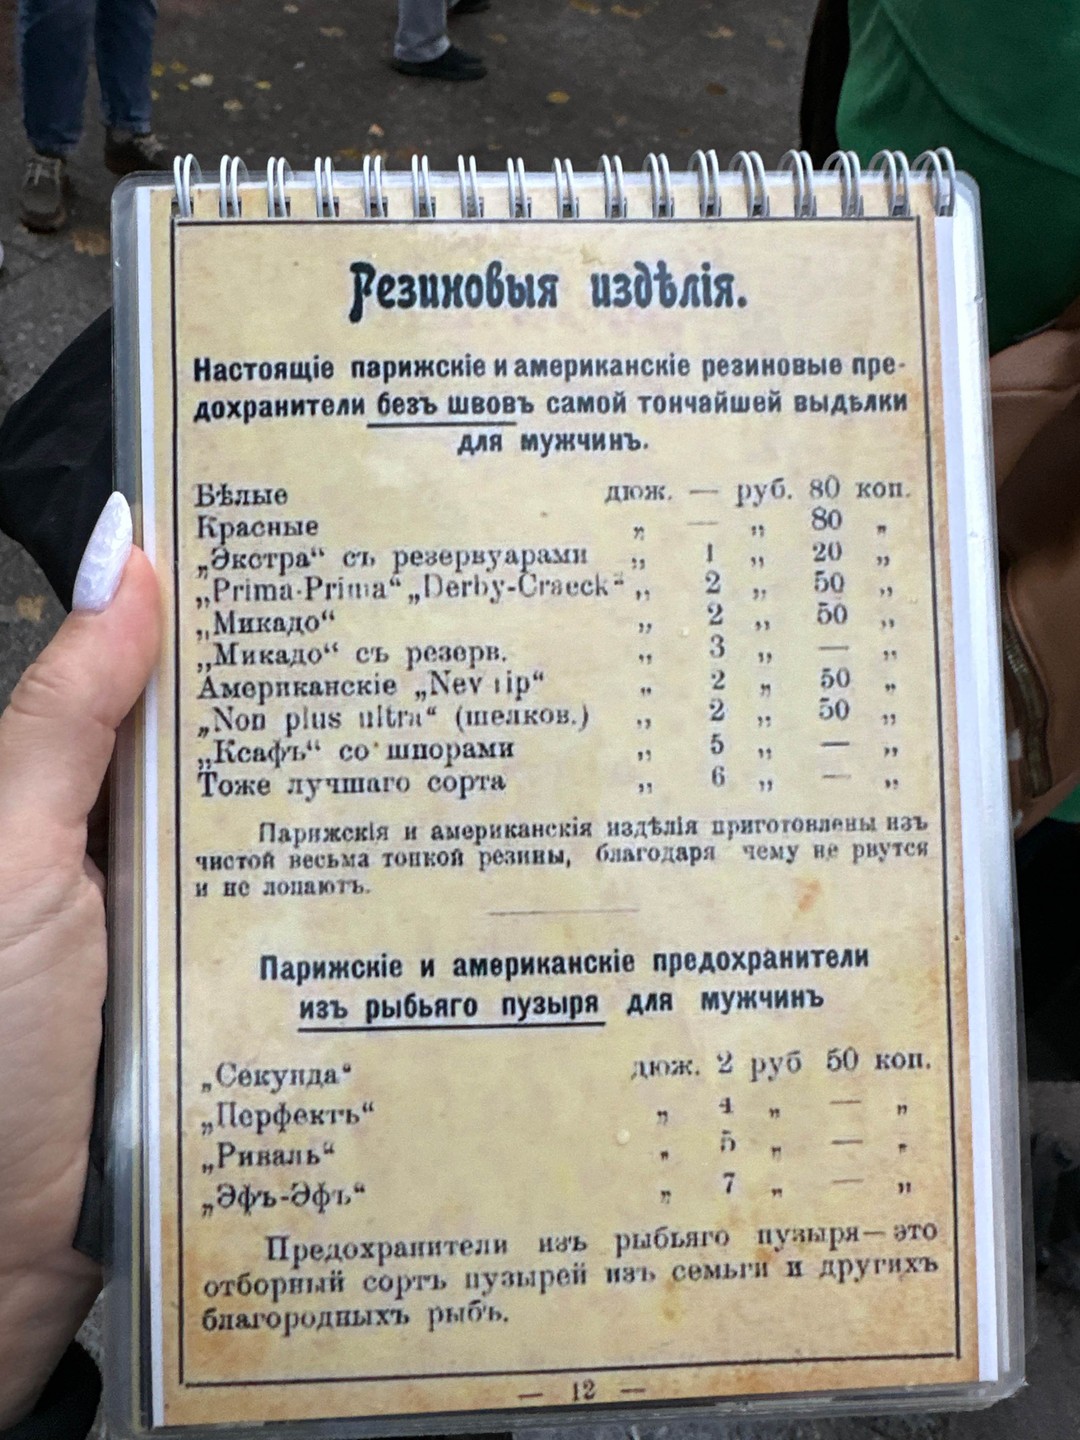 Резиновыя издѣлія.
Настоящіе парижскіе и американскіе резиновые пре-
дохранители безъ швовъ самой тончайшей выдѣлки
для мужчинъ.
Бѣлые дюж. — руб. 80 коп.
Красные „ — „ 80 „
„Экстра“ съ резервуарами „ 1 „ 20 „
„Prima-Prima“ „Derby-Craeck“ „ 2 „ 50 „
„Микадо“ „ 2 „ 50 „
„Микадо“ съ резерв. „ 3 „ — „
Американскіе „ 2 „ 50 „
„Non plus ultra“ (шелков.) „ 2 „ 50 „
„Ксафъ“ со шпорами „ 5 „ — „
Тоже лучшаго сорта „ 6 „ — „
Парижскія и американскія издѣлія приготовлены изъ
чистой весьма тонкой резины, благодаря чему не рвутся
и не лопаютъ.
Парижскіе и американскіе предохранители
изъ рыбьяго пузыря для мужчинъ
„Секунда“ дюж. 2 руб 50 коп.
„Перфектъ“ „ 4 „ — „
„Риваль“ „ 5 „ — „
„Эфъ-Эфъ“ „ 7 „ — „
Предохранители изъ рыбьяго пузыря—это
отборный сортъ пузырей изъ семьги и другихъ
благородныхъ рыбъ.
— 12 —